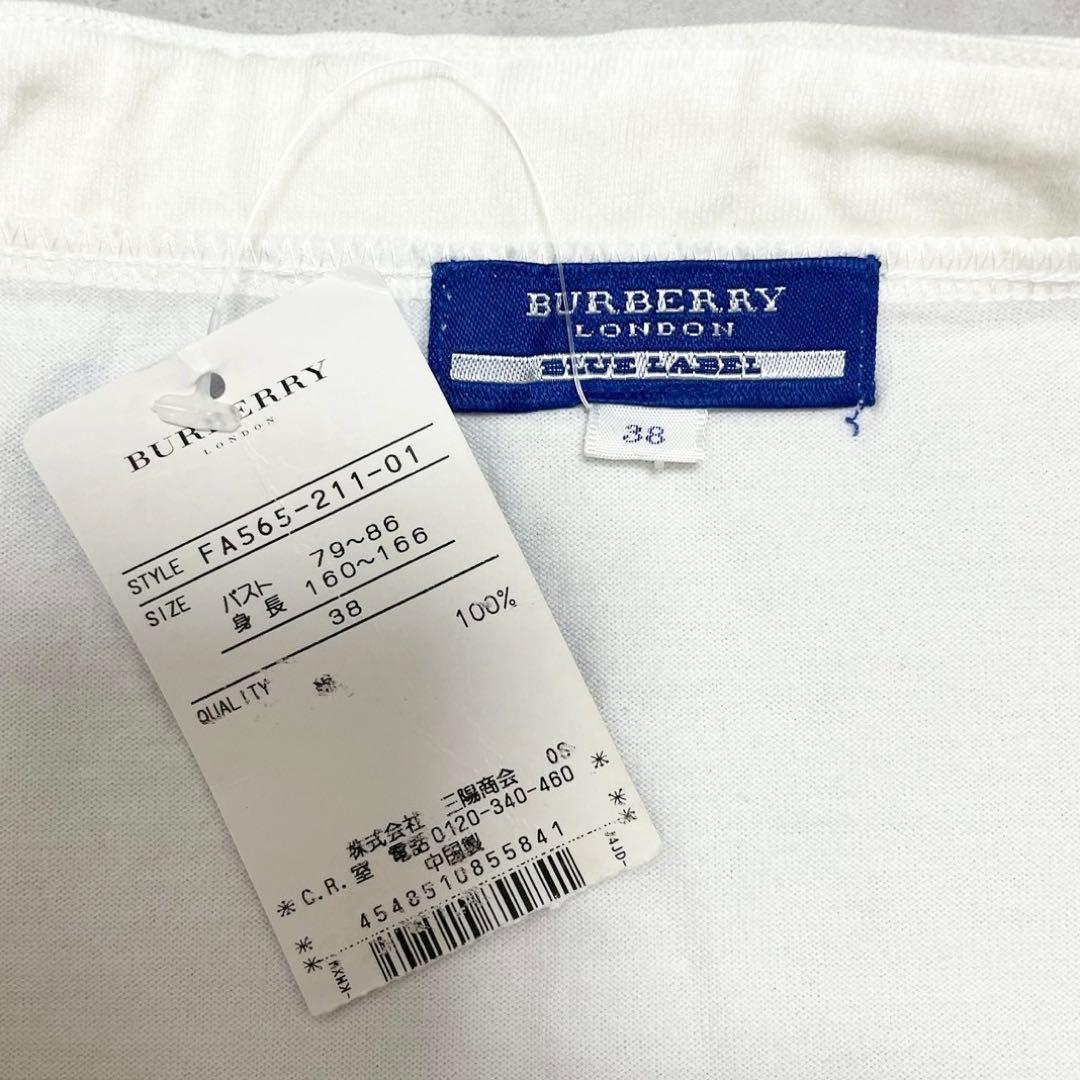 BURBERRY
LONDON
BLUE LABEL
38
BURBERRY
LONDON
STYLE FA565-211-01
SIZE バスト 79~86
身長 160~166
38
QUALITY 綿 100%
株式会社 三陽商会 OS
*C.R.室 電話0120-340-460 *
* 中国製 *
* 4548510855841 *